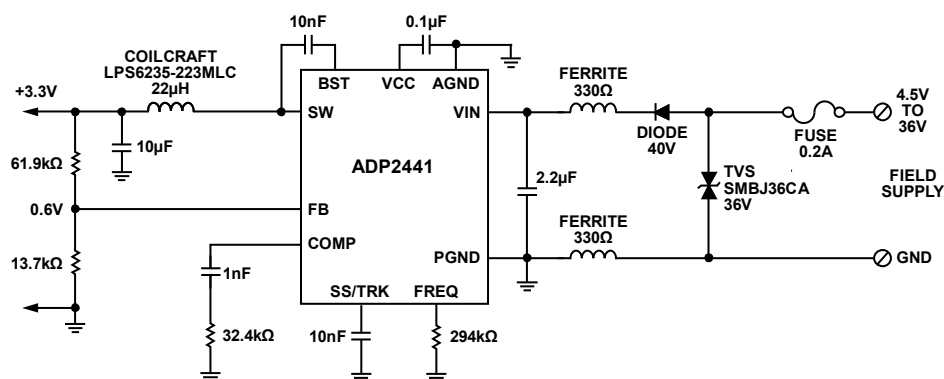 10nF
0.1µF
COILCRAFT
LPS6235-223MLC
22µH
BST
VCC
AGND
FERRITE
330Ω
4.5V
TO
36V
+3.3V
SW
VIN
DIODE
40V
FUSE
0.2A
10µF
61.9kΩ
ADP2441
2.2µF
TVS
SMBJ36CA
36V
FIELD
SUPPLY
0.6V
FB
FERRITE
330Ω
COMP
PGND
GND
13.7kΩ
1nF
SS/TRK
FREQ
32.4kΩ
10nF
294kΩ